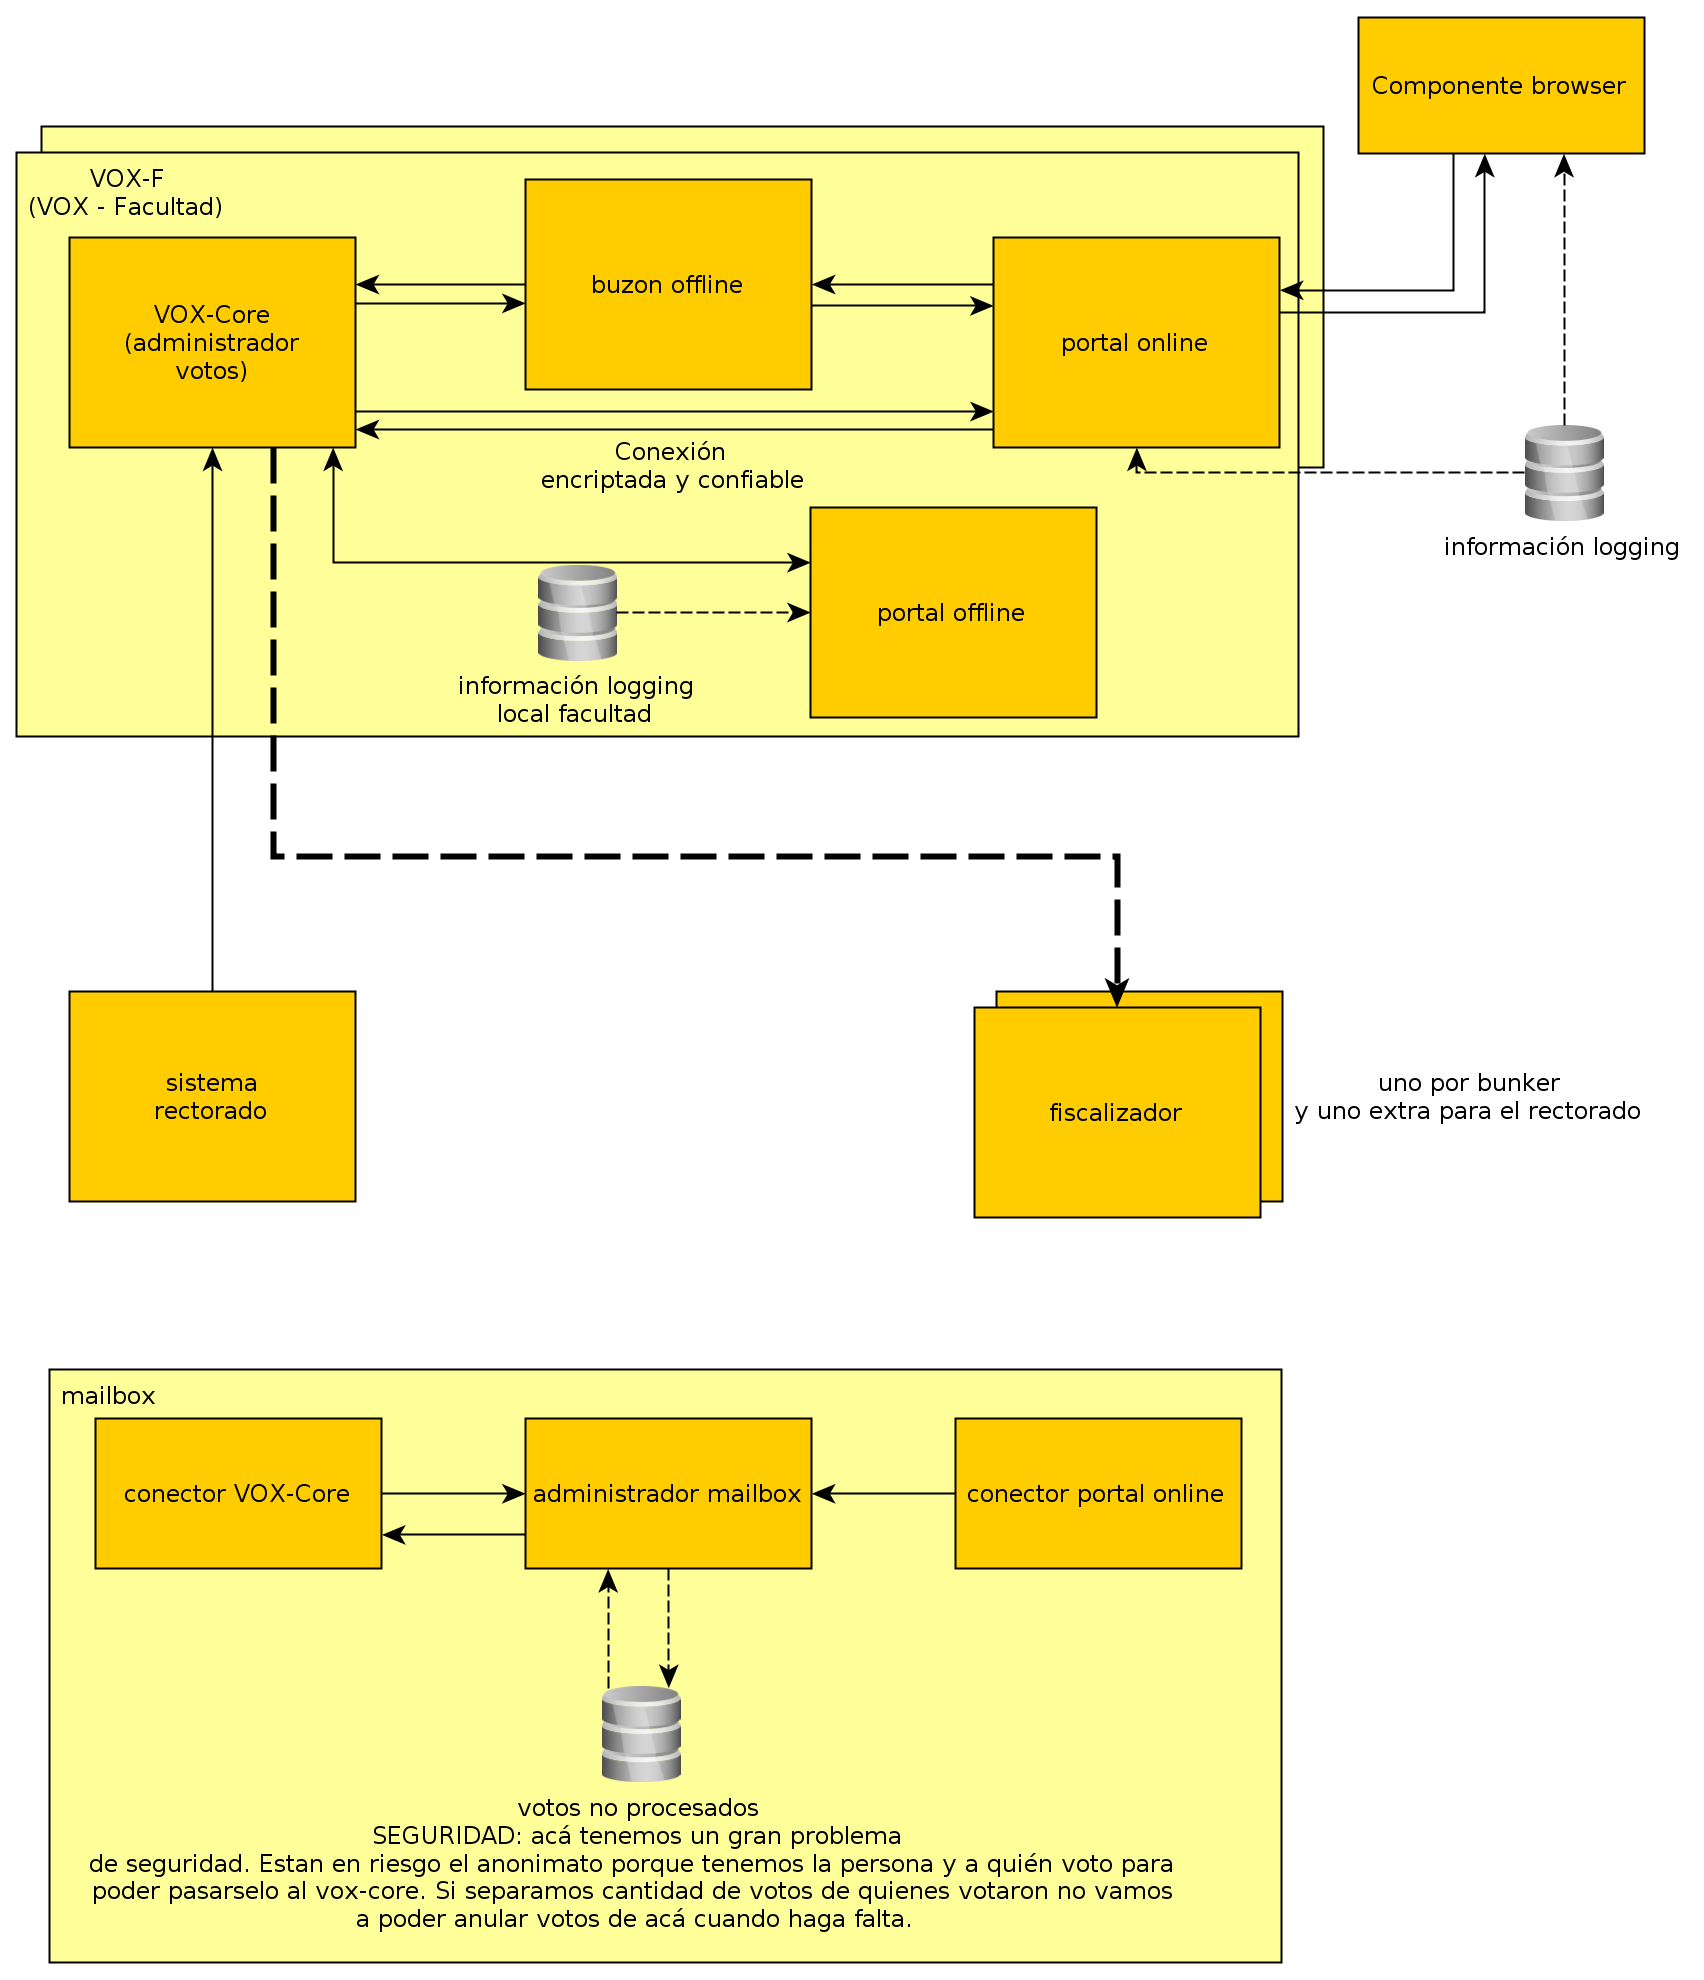 Componente browser
VOX-F
(VOX - Facultad)
buzon offline
VOX-Core
(administrador
votos)
portal online
Conexión
encriptada y confiable
información logging
portal offline
información logging
local facultad
sistema
rectorado
fiscalizador
uno por bunker
y uno extra para el rectorado
mailbox
conector VOX-Core
administrador mailbox
conector portal online
votos no procesados
SEGURIDAD: acá tenemos un gran problema
de seguridad. Estan en riesgo el anonimato porque tenemos la persona y a quién voto para
poder pasarselo al vox-core. Si separamos cantidad de votos de quienes votaron no vamos
a poder anular votos de acá cuando haga falta.